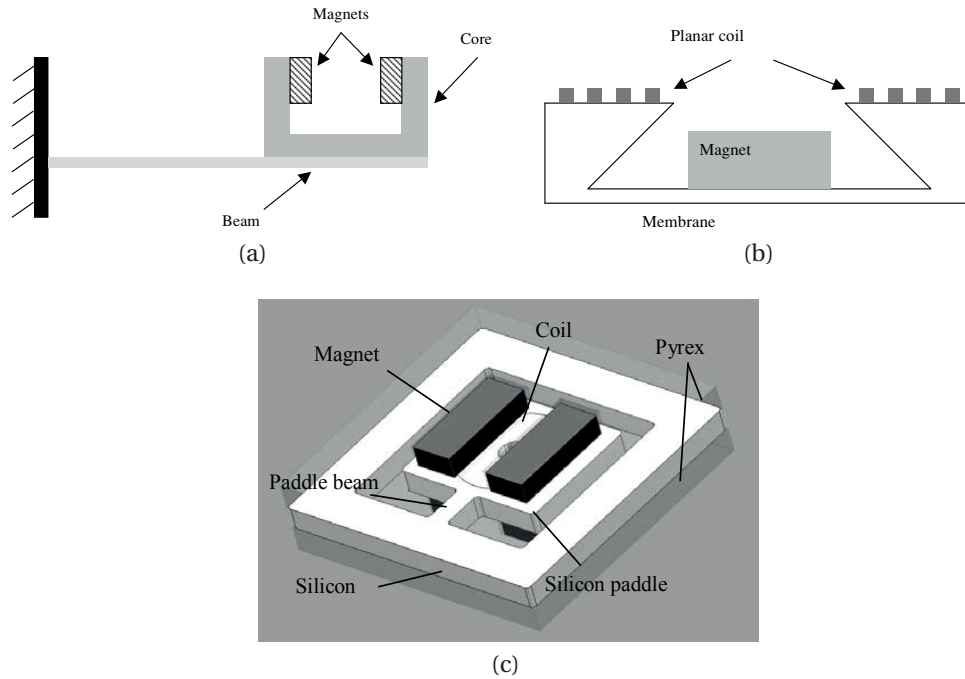 Magnets
Core
Beam
(a)
Planar coil
Magnet
Membrane
(b)
Coil
Magnet
Pyrex
Paddle beam
Silicon
Silicon paddle
(c)